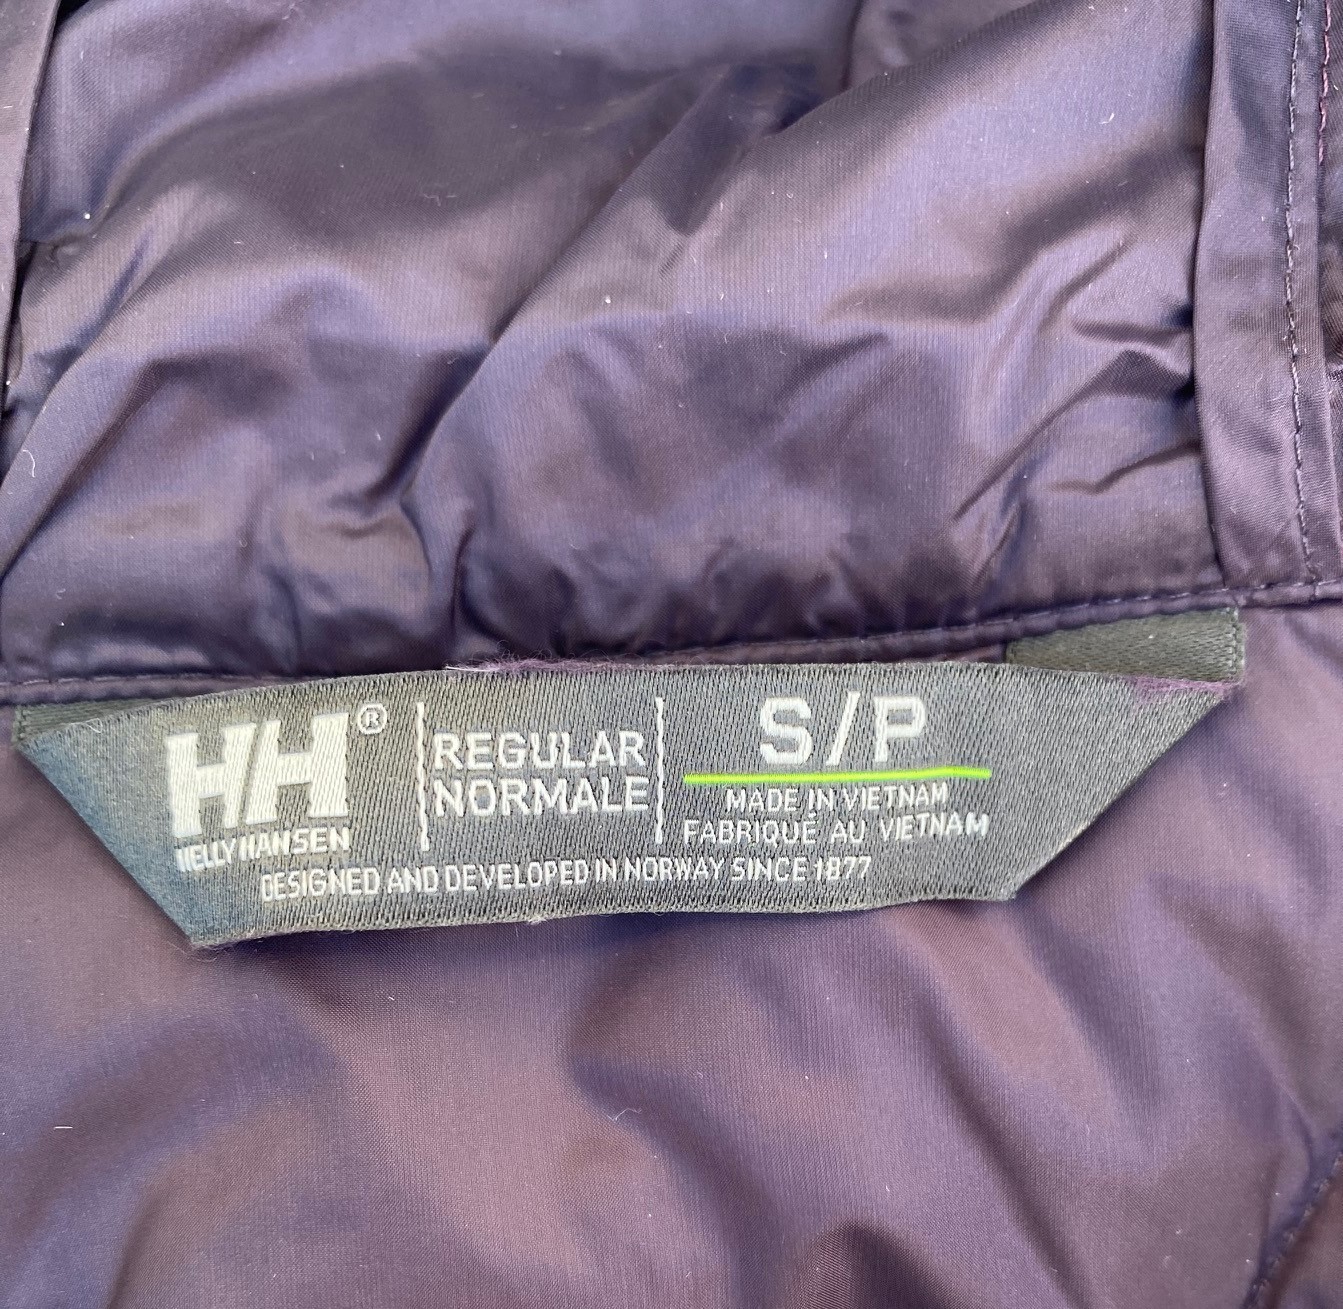 HH®
HELLY HANSEN
REGULAR
NORMALE
S/P
MADE IN VIETNAM
FABRIQUÉ AU VIETNAM
DESIGNED AND DEVELOPED IN NORWAY SINCE 1877